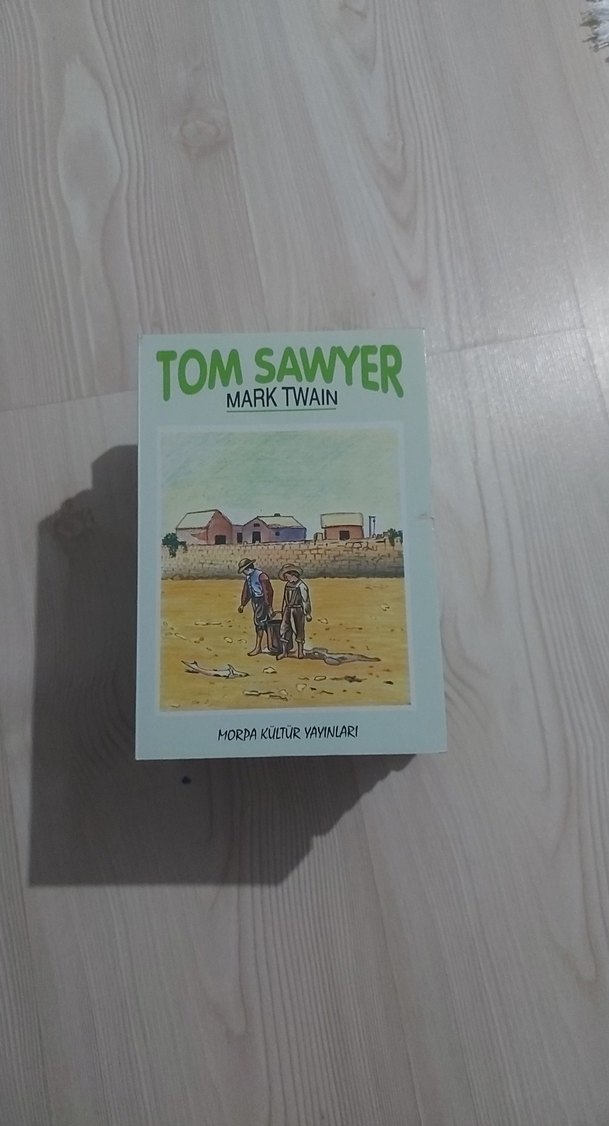 TOM SAWYER
MARK TWAIN
MORPA KÜLTÜR YAYINLARI